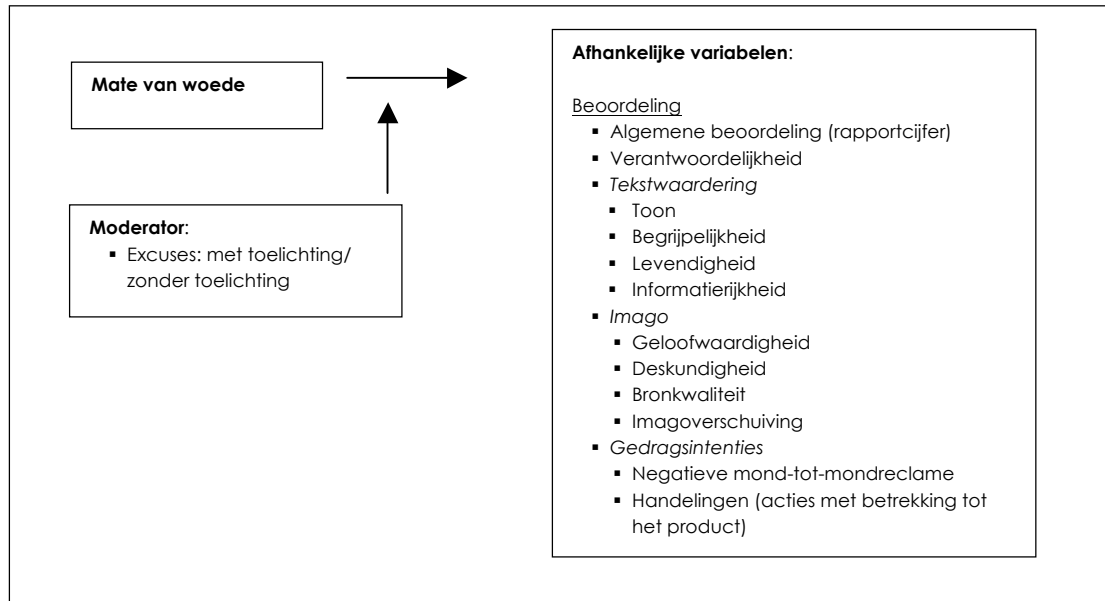 Mate van woede
Moderator:
▪ Excuses: met toelichting/
zonder toelichting
Afhankelijke variabelen:
Beoordeling
▪ Algemene beoordeling (rapportcijfer)
▪ Verantwoordelijkheid
▪ Tekstwaardering
▪ Toon
▪ Begrijpelijkheid
▪ Levendigheid
▪ Informatierijkheid
▪ Imago
▪ Geloofwaardigheid
▪ Deskundigheid
▪ Bronkwaliteit
▪ Imagoverschuiving
▪ Gedragsintenties
▪ Negatieve mond-tot-mondreclame
▪ Handelingen (acties met betrekking tot
het product)